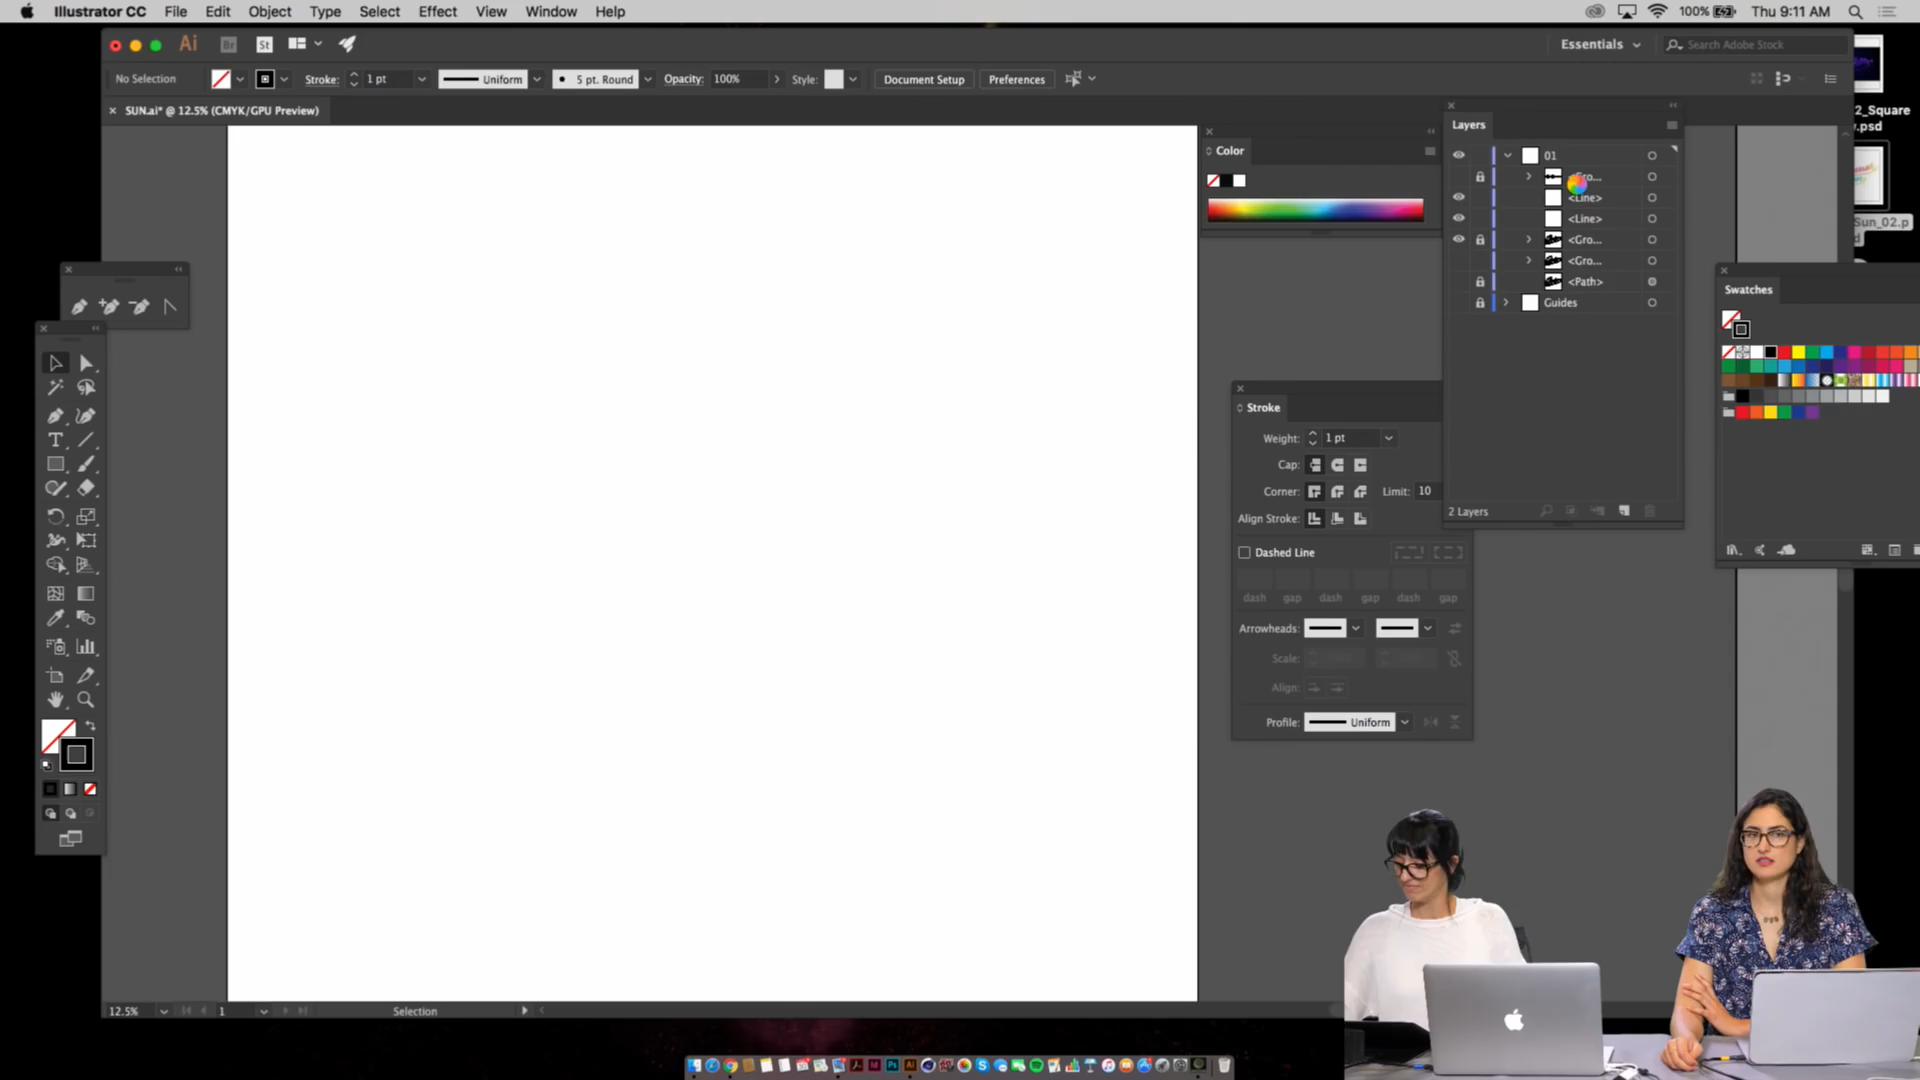 Illustrator CC File Edit Object Type Select Effect View Window Help
100% Thu 9:11 AM
Ai Br St
Essentials
Search Adobe Stock
No Selection
Stroke: 1 pt
Uniform
5 pt. Round
Opacity: 100%
Style:
Document Setup
Preferences
SUN.ai* @ 12.5% (CMYK/GPU Preview)
Color
Layers
01
<Line>
<Line>
<Gro...
<Gro...
<Path>
Guides
2 Layers
Stroke
Weight: 1 pt
Cap:
Corner:
Limit: 10
Align Stroke:
Dashed Line
dash gap dash gap dash gap
Arrowheads:
Scale:
Align:
Profile: Uniform
Swatches
2_Square
Sun_02.p
d
12.5%
1
Selection